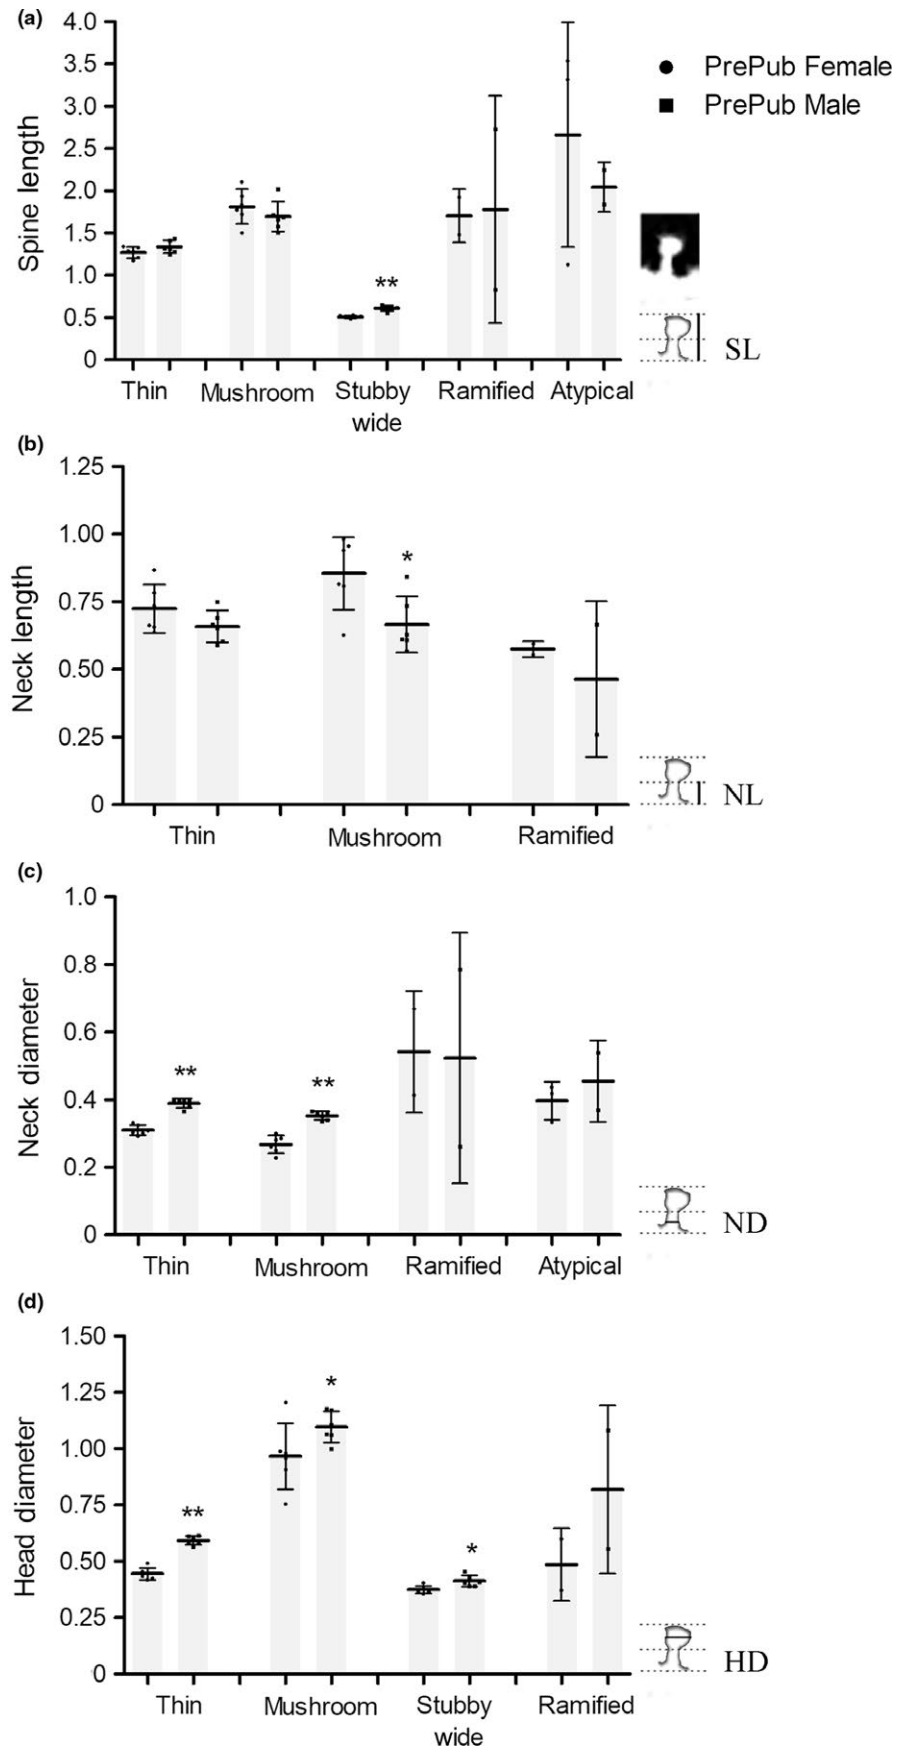 (a)
4.0
3.5
3.0
2.5
2.0
1.5
1.0
0.5
0
Spine length
PrePub Female
PrePub Male
**
SL
Thin Mushroom Stubby wide Ramified Atypical
(b)
1.25
1.00
0.75
0.50
0.25
0
Neck length
*
NL
Thin Mushroom Ramified
(c)
1.0
0.8
0.6
0.4
0.2
0
Neck diameter
** **
ND
Thin Mushroom Ramified Atypical
(d)
1.50
1.25
1.00
0.75
0.50
0.25
0
Head diameter
** * *
HD
Thin Mushroom Stubby wide Ramified